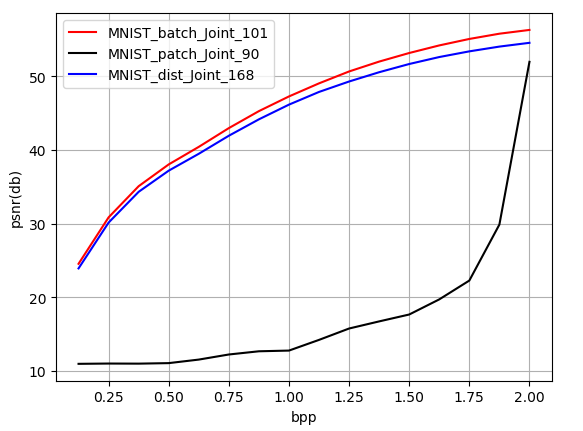 MNIST_batch_Joint_101
MNIST_patch_Joint_90
MNIST_dist_Joint_168
psnr(db)
50
40
30
20
10
0.25 0.50 0.75 1.00 1.25 1.50 1.75 2.00
bpp